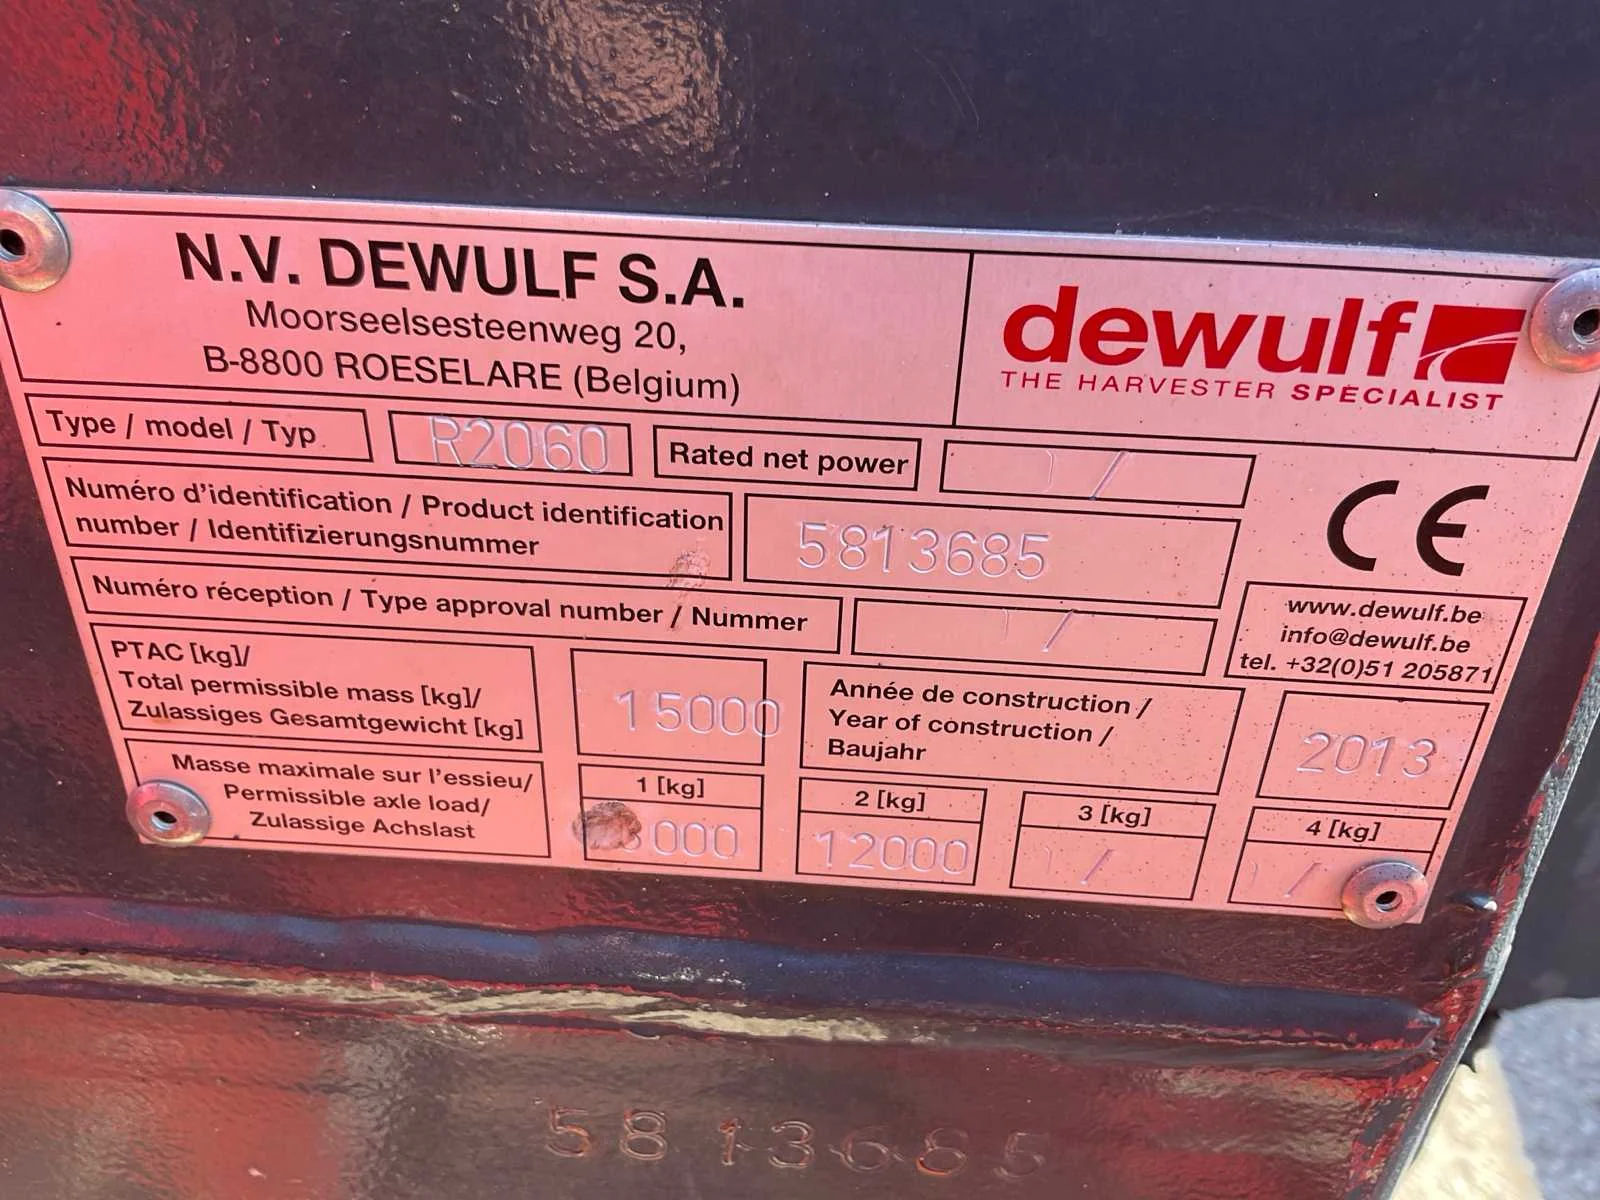 N.V. DEWULF S.A.
Moorseelsesteenweg 20,
B-8800 ROESELARE (Belgium)
dewulf
THE HARVESTER SPECIALIST
Type / model / Typ
R2060
Rated net power
/
Numéro d'identification / Product identification
number / Identifizierungsnummer
5813685
CE
Numéro réception / Type approval number / Nummer
/
www.dewulf.be
info@dewulf.be
tel. +32(0)51 205871
PTAC [kg]/
Total permissible mass [kg]/
Zulassiges Gesamtgewicht [kg]
15000
Année de construction /
Year of construction /
Baujahr
2013
Masse maximale sur l'essieu/
Permissible axle load/
Zulassige Achslast
1 [kg]
3000
2 [kg]
12000
3 [kg]
/
4 [kg]
/
5813685